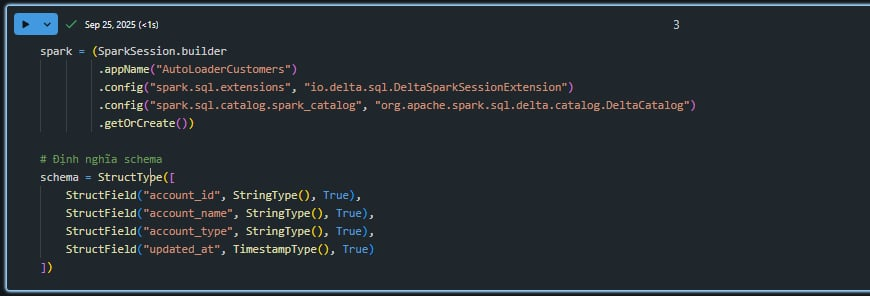 Sep 25, 2025 (<1s)
3
spark = (SparkSession.builder
.appName("AutoLoaderCustomers")
.config("spark.sql.extensions", "io.delta.sql.DeltaSparkSessionExtension")
.config("spark.sql.catalog.spark_catalog", "org.apache.spark.sql.delta.catalog.DeltaCatalog")
.getOrCreate())
# Định nghĩa schema
schema = StructType([
StructField("account_id", StringType(), True),
StructField("account_name", StringType(), True),
StructField("account_type", StringType(), True),
StructField("updated_at", TimestampType(), True)
])